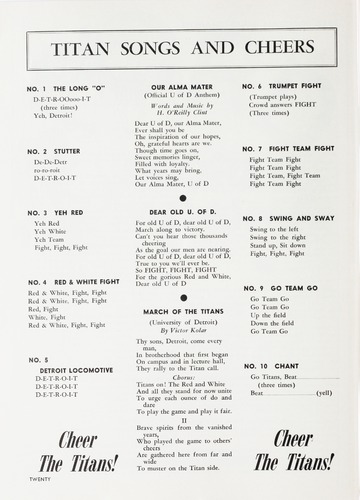 TITAN SONGS AND CHEERS
NO. 1 THE LONG "O"
D-E-T-R-OOooo-I-T
(three times)
Yeh, Detroit!
NO. 2 STUTTER
De-De-Detr
ro-ro-roit
D-E-T-R-O-I-T
NO. 3 YEH RED
Yeh Red
Yeh White
Yeh Team
Fight, Fight, Fight
NO. 4 RED & WHITE FIGHT
Red & White, Fight, Fight
Red & White, Fight, Fight
Red, Fight
White, Fight
Red & White, Fight, Fight
NO. 5
DETROIT LOCOMOTIVE
D-E-T-R-O-I-T
D-E-T-R-O-I-T
D-E-T-R-O-I-T
D-E-T-R-O-I-T
Cheer
The Titans!
TWENTY
OUR ALMA MATER
(Official U of D Anthem)
Words and Music by
H. O'Reilly Clint
Dear U of D, our Alma Mater,
Ever shall you be
The inspiration of our hopes,
Oh, grateful hearts are we.
Though time goes on,
Sweet memories linger,
Filled with loyalty.
What years may bring,
Let voices sing,
Our Alma Mater, U of D
DEAR OLD U. OF D.
For old U of D, dear old U of D,
March along to victory.
Can't you hear those thousands
cheering
As the goal our men are nearing.
For old U of D, dear old U of D,
True to you we'll ever be.
So FIGHT, FIGHT, FIGHT
For the gorious Red and White,
Dear old U of D
MARCH OF THE TITANS
(University of Detroit)
By Victor Kolar
Thy sons, Detroit, come every
man,
In brotherhood that first began
On campus and in lecture hall,
They rally to the Titan call.
Chorus:
Titans on! The Red and White
And all they stand for now unite
To urge each ounce of do and
dare
To play the game and play it fair.
II
Brave spirits from the vanished
years,
Who played the game to others'
cheers
Are gathered here from far and
wide
To muster on the Titan side.
NO. 6 TRUMPET FIGHT
(Trumpet plays)
Crowd answers FIGHT
(Three times)
NO. 7 FIGHT TEAM FIGHT
Fight Team Fight
Fight Team Fight
Fight Team, Fight Team
Fight Team Fight
NO. 8 SWING AND SWAY
Swing to the left
Swing to the right
Stand up, Sit down
Fight, Fight, Fight
NO. 9 GO TEAM GO
Go Team Go
Go Team Go
Up the field
Down the field
Go Team Go
NO. 10 CHANT
Go Titans, Beat
(three times)
Beat (yell)
Cheer
The Titans!